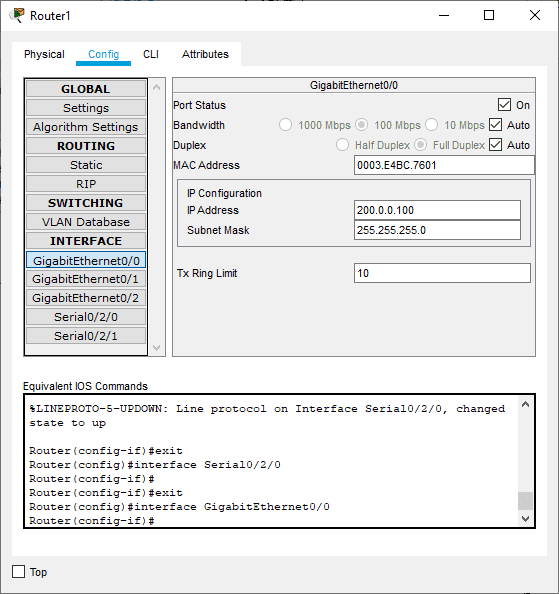 Router1
Physical Config CLI Attributes
GLOBAL
Settings
Algorithm Settings
ROUTING
Static
RIP
SWITCHING
VLAN Database
INTERFACE
GigabitEthernet0/0
GigabitEthernet0/1
GigabitEthernet0/2
Serial0/2/0
Serial0/2/1
GigabitEthernet0/0
Port Status On
Bandwidth 1000 Mbps 100 Mbps 10 Mbps Auto
Duplex Half Duplex Full Duplex Auto
MAC Address 0003.E4BC.7601
IP Configuration
IP Address 200.0.0.100
Subnet Mask 255.255.255.0
Tx Ring Limit 10
Equivalent IOS Commands
%LINEPROTO-5-UPDOWN: Line protocol on Interface Serial0/2/0, changed
state to up
Router(config-if)#exit
Router(config)#interface Serial0/2/0
Router(config-if)#
Router(config-if)#exit
Router(config)#interface GigabitEthernet0/0
Router(config-if)#
Top